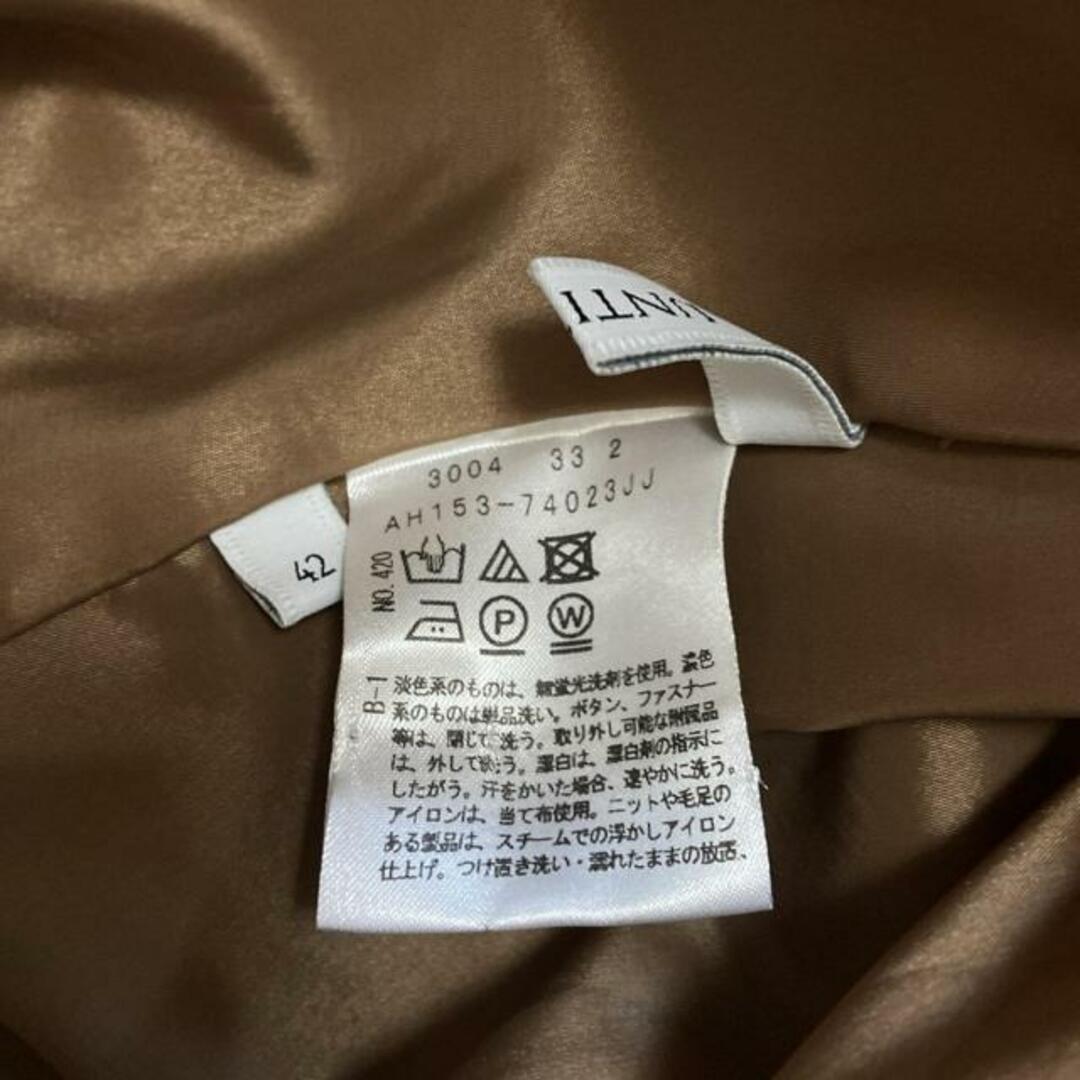 UNTI
42
3004 33 2
AH153-74023JJ
NO.420
P W
B-1
淡色系のものは、無蛍光洗剤を使用。濃色
系のものは単品洗い。ボタン、ファスナー
等は、閉じて洗う。取り外し可能な附属品
は、外して洗う。漂白は、漂白剤の指示に
したがう。汗をかいた場合、速やかに洗う。
アイロンは、当て布使用。ニットや毛足の
ある製品は、スチームでの浮かしアイロン
仕上げ。つけ置き洗い・濡れたままの放置、